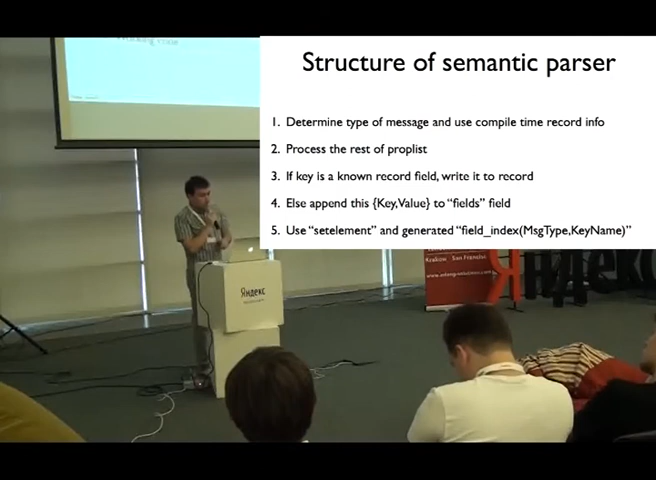 Structure of semantic parser
1. Determine type of message and use compile time record info
2. Process the rest of proplist
3. If key is a known record field, write it to record
4. Else append this {Key,Value} to “fields” field
5. Use “setelement” and generated “field_index(MsgType,KeyName)”
Яндекс
Яндекс